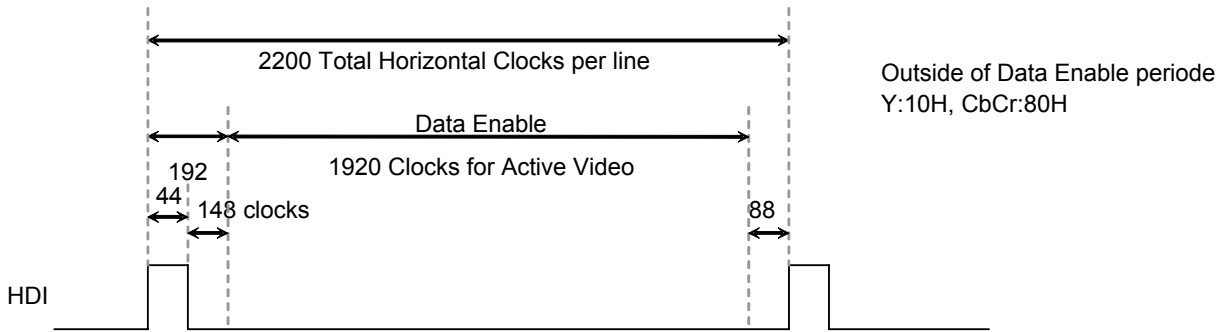 2200 Total Horizontal Clocks per line
Outside of Data Enable periode
Y:10H, CbCr:80H
Data Enable
1920 Clocks for Active Video
192
44
148 clocks
88
HDI